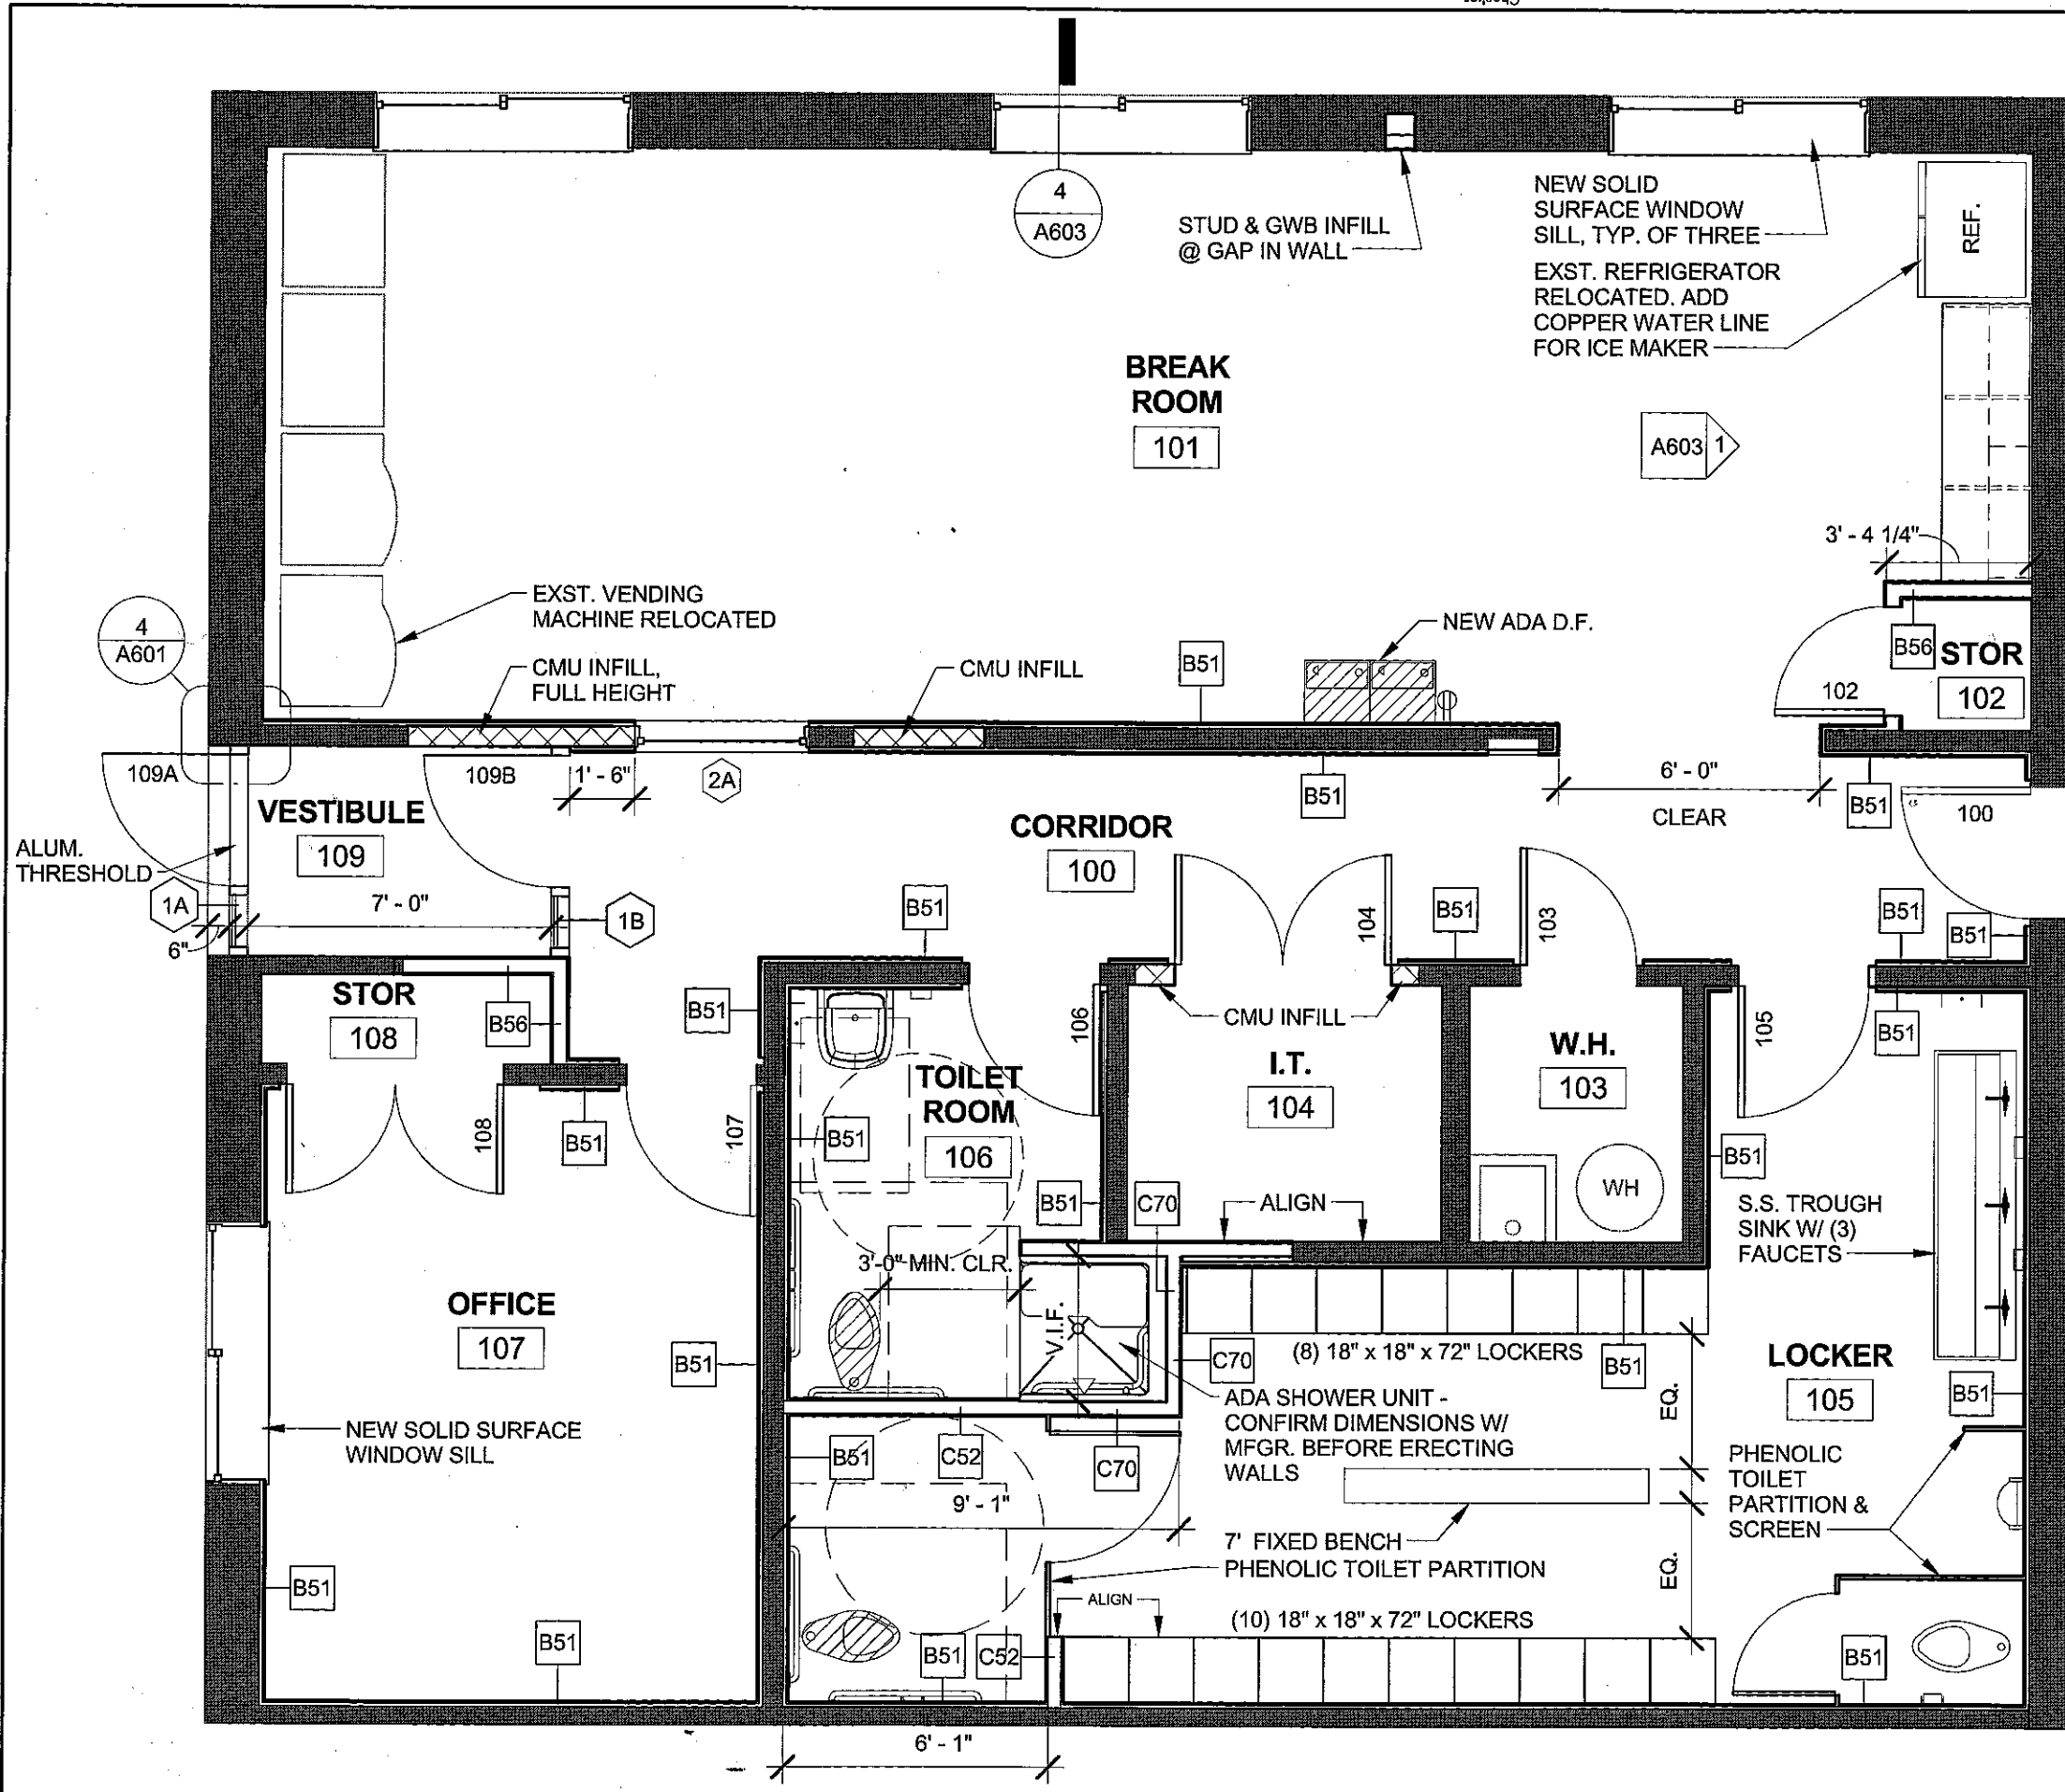 4
A603
STUD & GWB INFILL
@ GAP IN WALL
NEW SOLID
SURFACE WINDOW
SILL, TYP. OF THREE
EXST. REFRIGERATOR
RELOCATED. ADD
COPPER WATER LINE
FOR ICE MAKER
REF.
BREAK
ROOM
101
A603 1
3' - 4 1/4"
EXST. VENDING
MACHINE RELOCATED
4
A601
CMU INFILL,
FULL HEIGHT
CMU INFILL
B51
NEW ADA D.F.
B56
STOR
102
102
109A
109B
1' - 6"
2A
B51
6' - 0"
CLEAR
B51
100
VESTIBULE
109
ALUM.
THRESHOLD
1A
7' - 0"
1B
6"
CORRIDOR
100
B51
104
B51
103
B51
B51
STOR
108
B56
B51
106
CMU INFILL
105
B51
I.T.
104
W.H.
103
TOILET
ROOM
106
B51
108
B51
107
B51
B51
C70
ALIGN
WH
S.S. TROUGH
SINK W/ (3)
FAUCETS
3'-0" MIN. CLR.
V.I.F.
OFFICE
107
B51
C70
(8) 18" x 18" x 72" LOCKERS
B51
LOCKER
105
B51
EQ.
ADA SHOWER UNIT -
CONFIRM DIMENSIONS W/
MFGR. BEFORE ERECTING
WALLS
NEW SOLID SURFACE
WINDOW SILL
B51
C52
C70
PHENOLIC
TOILET
PARTITION &
SCREEN
9' - 1"
7' FIXED BENCH
PHENOLIC TOILET PARTITION
EQ.
B51
ALIGN
(10) 18" x 18" x 72" LOCKERS
B51
B51
C52
B51
6' - 1"